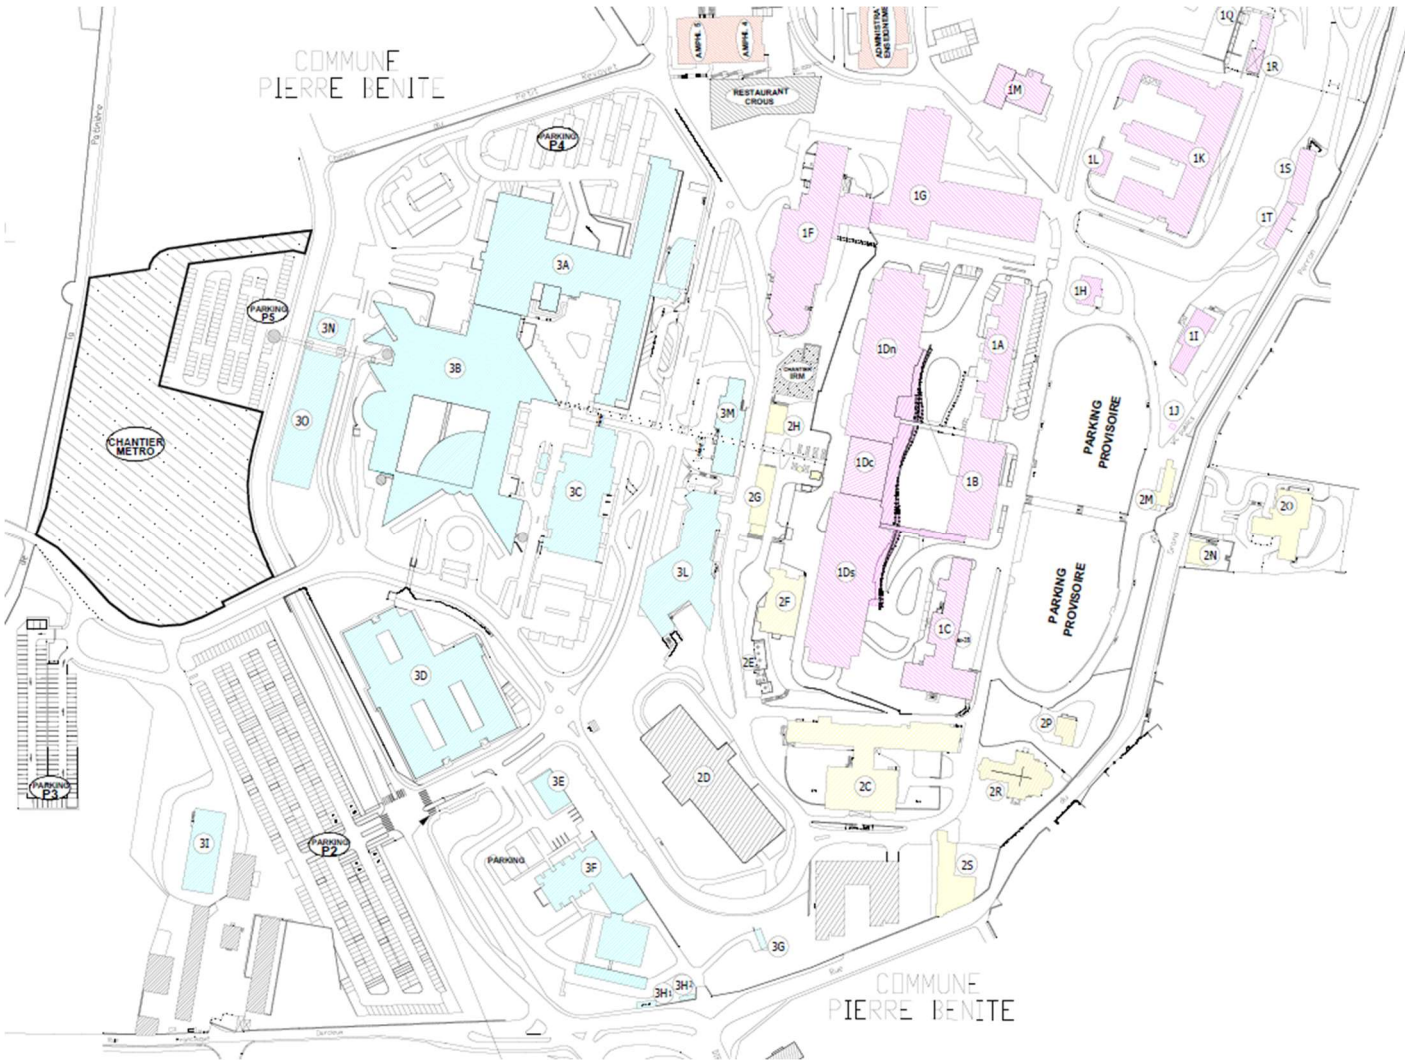 AMPHI. 5
AMPHI. 4
1Q
1R
COMMUNE
PIERRE BENITE
RESTAURANT
CROUS
1M
PARKING
P4
1L
1K
1S
1G
1T
1F
3A
1H
PARKING
P5
3N
1I
1A
1Dn
3B
CHANTIER
IRM
PARKING
PROVISOIRE
3O
3M
1J
2H
CHANTIER
METRO
1Dc
1B
3C
2G
2M
2O
2N
3L
1Ds
PARKING
PROVISOIRE
2F
1C
2E
3D
2P
2D
3E
2C
2R
PARKING
P3
3I
PARKING
P2
PARKING
3F
2S
3G
3H1
3H2
Rue
COMMUNE
PIERRE BENITE